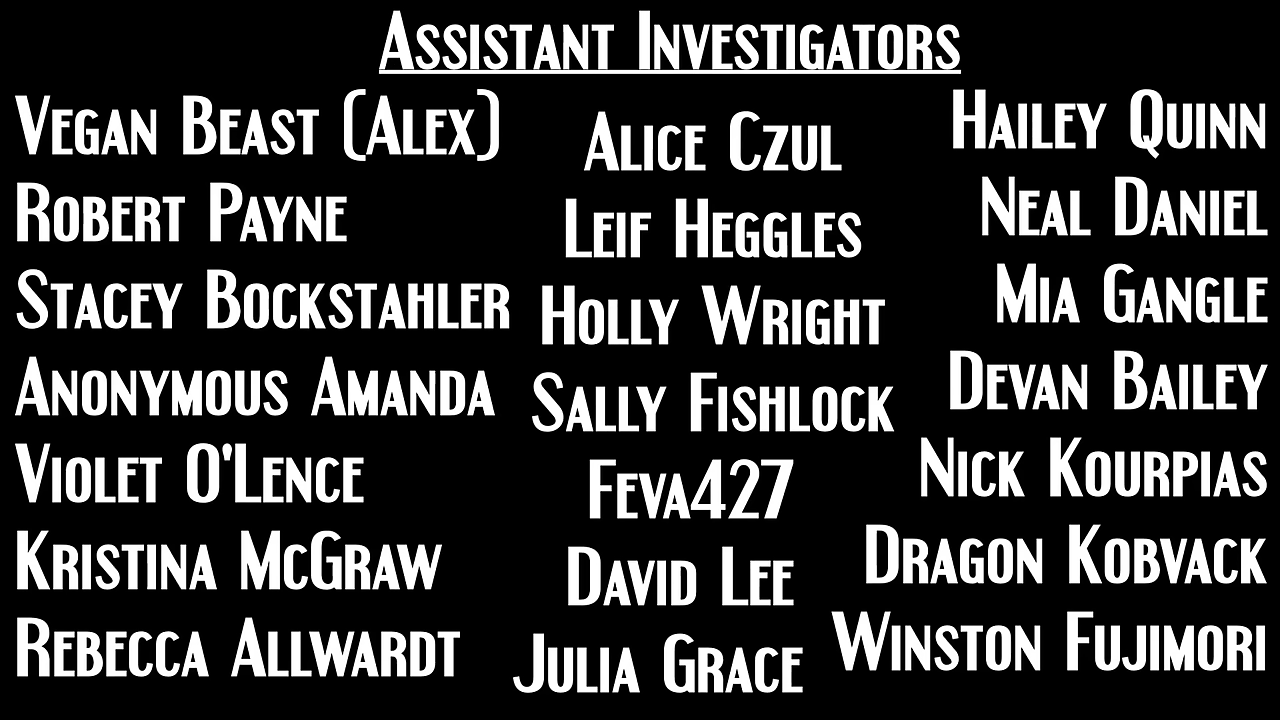 Assistant Investigators
Vegan Beast (Alex)
Robert Payne
Stacey Bockstahler
Anonymous Amanda
Violet O'Lence
Kristina McGraw
Rebecca Allwardt
Alice Czul
Leif Heggles
Holly Wright
Sally Fishlock
Feva427
David Lee
Julia Grace
Hailey Quinn
Neal Daniel
Mia Gangle
Devan Bailey
Nick Kourpias
Dragon Kobvack
Winston Fujimori